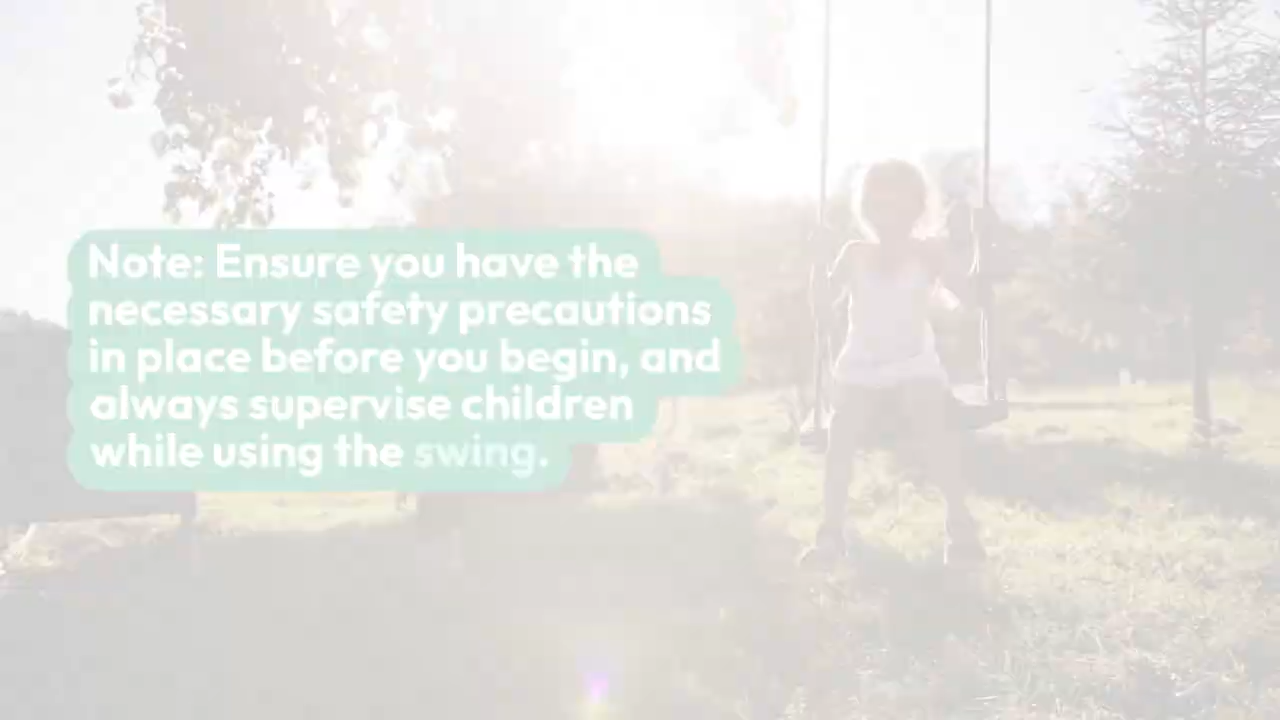 Note: Ensure you have the
necessary safety precautions
in place before you begin, and
always supervise children
while using the swing.